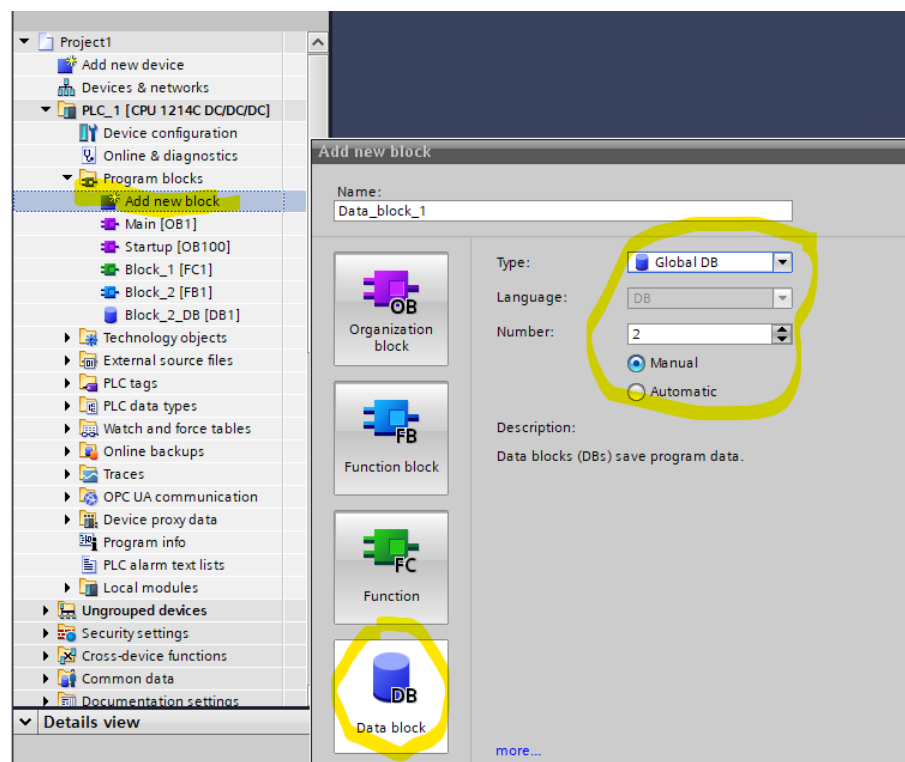 Project1
Add new device
Devices & networks
PLC_1 [CPU 1214C DC/DC/DC]
Device configuration
Online & diagnostics
Program blocks
Add new block
Main [OB1]
Startup [OB100]
Block_1 [FC1]
Block_2 [FB1]
Block_2_DB [DB1]
Technology objects
External source files
PLC tags
PLC data types
Watch and force tables
Online backups
Traces
OPC UA communication
Device proxy data
Program info
PLC alarm text lists
Local modules
Ungrouped devices
Security settings
Cross-device functions
Common data
Documentation settings
Details view
Add new block
Name:
Data_block_1
OB
Organization
block
FB
Function block
FC
Function
DB
Data block
Type:
Global DB
Language:
DB
Number:
2
Manual
Automatic
Description:
Data blocks (DBs) save program data.
more...